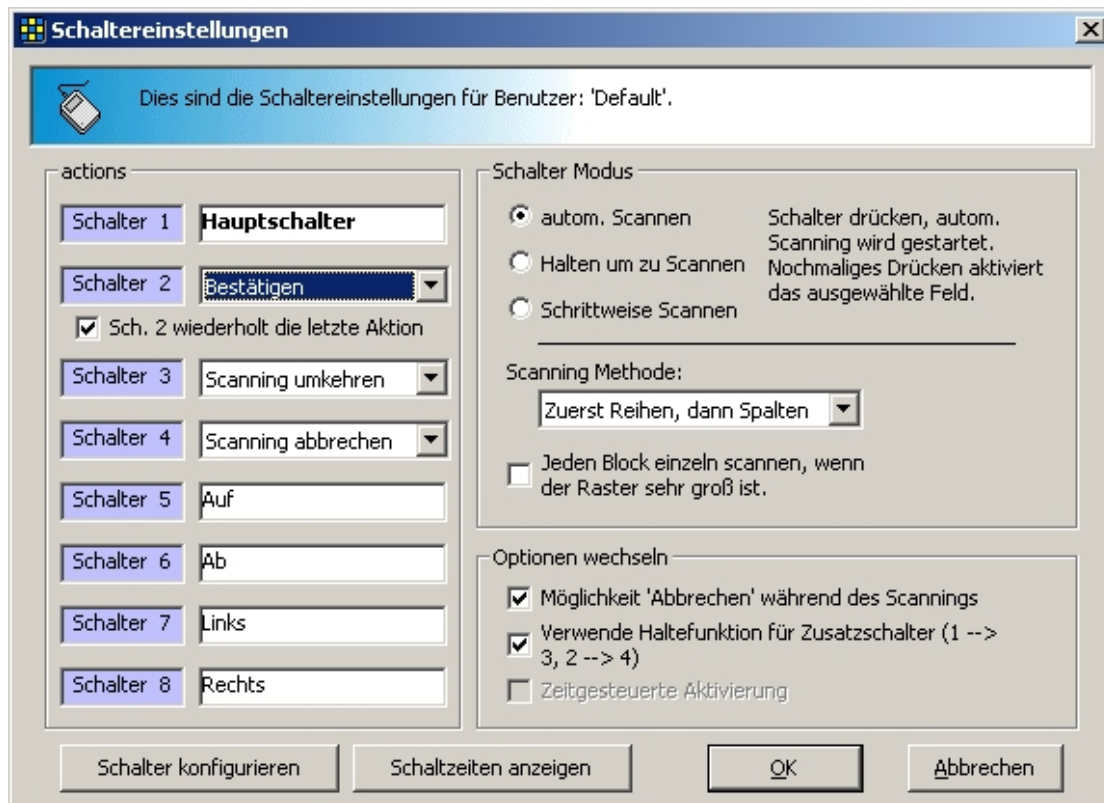 Schaltereinstellungen
Dies sind die Schaltereinstellungen für Benutzer: 'Default'.
actions
Schalter 1
Hauptschalter
Schalter 2
Bestätigen
Sch. 2 wiederholt die letzte Aktion
Schalter 3
Scanning umkehren
Schalter 4
Scanning abbrechen
Schalter 5
Auf
Schalter 6
Ab
Schalter 7
Links
Schalter 8
Rechts
Schalter Modus
autom. Scannen
Halten um zu Scannen
Schrittweise Scannen
Schalter drücken, autom.
Scanning wird gestartet.
Nochmaliges Drücken aktiviert
das ausgewählte Feld.
Scanning Methode:
Zuerst Reihen, dann Spalten
Jeden Block einzeln scannen, wenn
der Raster sehr groß ist.
Optionen wechseln
Möglichkeit 'Abbrechen' während des Scannings
Verwende Haltefunktion für Zusatzschalter (1 -->
3, 2 --> 4)
Zeitgesteuerte Aktivierung
Schalter konfigurieren
Schaltzeiten anzeigen
OK
Abbrechen